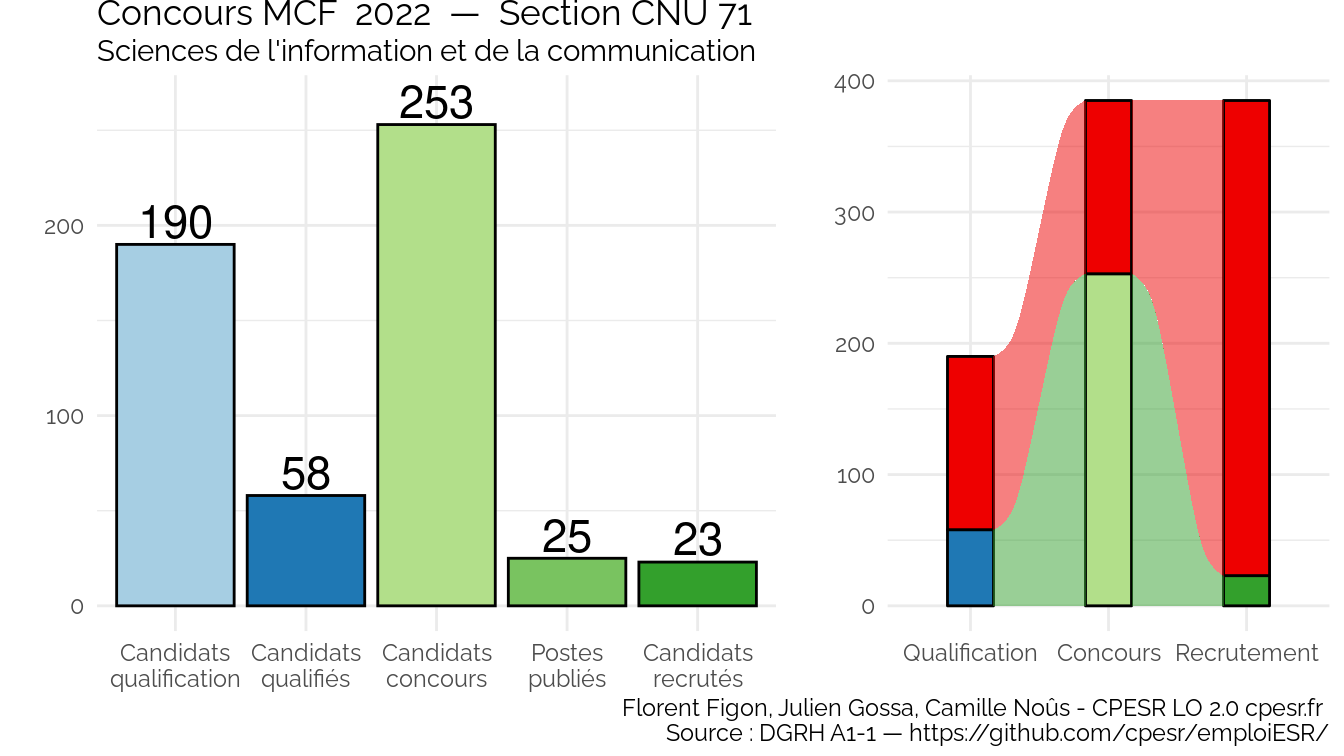 Concours MCF 2022 — Section CNU 71
Sciences de l'information et de la communication
253
190
58
25
23
200
100
0
Candidats
qualification
Candidats
qualifiés
Candidats
concours
Postes
publiés
Candidats
recrutés
400
300
200
100
0
Qualification
Concours
Recrutement
Florent Figon, Julien Gossa, Camille Noûs - CPESR LO 2.0 cpesr.fr
Source : DGRH A1-1 — https://github.com/cpesr/emploiESR/